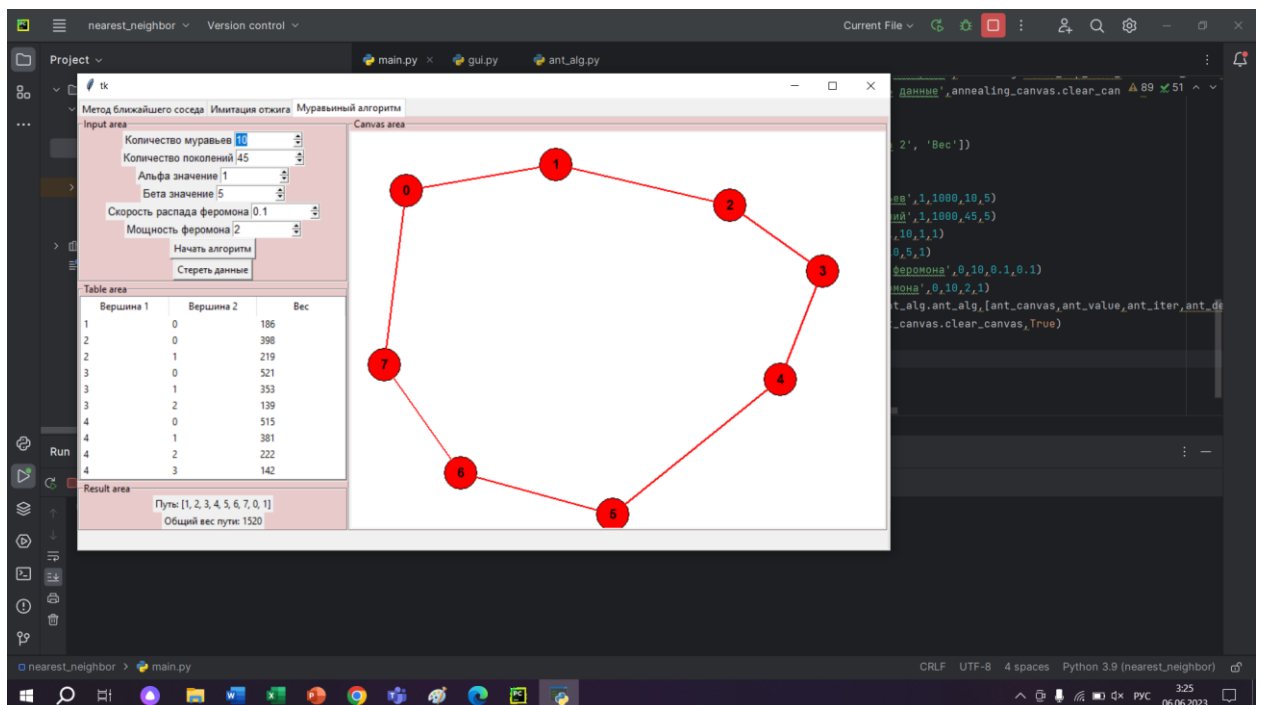 nearest_neighbor Version control Current File
Project
main.py gui.py ant_alg.py
tk
Метод ближайшего соседа Имитация отжига Муравьиный алгоритм
Input area
Количество муравьев 10
Количество поколений 45
Альфа значение 1
Бета значение 5
Скорость распада феромона 0.1
Мощность феромона 2
Начать алгоритм
Стереть данные
Table area
Вершина 1 Вершина 2 Вес
1 0 186
2 0 398
2 1 219
3 0 521
3 1 353
3 2 139
4 0 515
4 1 381
4 2 222
4 3 142
Result area
Путь: [1, 2, 3, 4, 5, 6, 7, 0, 1]
Общий вес пути: 1520
Canvas area
0
1
2
3
4
5
6
7
данные',annealing_canvas.clear_can 89 51
2', 'Вес'])
ев',1,1000,10,5)
ий',1,1000,45,5)
,10,1,1)
0,5,1)
феромона',0,10,0.1,0.1)
мона',0,10,2,1)
t_alg.ant_alg,[ant_canvas,ant_value,ant_iter,ant_de
_canvas.clear_canvas,True)
Run
nearest_neighbor > main.py CRLF UTF-8 4 spaces Python 3.9 (nearest_neighbor)
РУС 3:25
06.06.2023